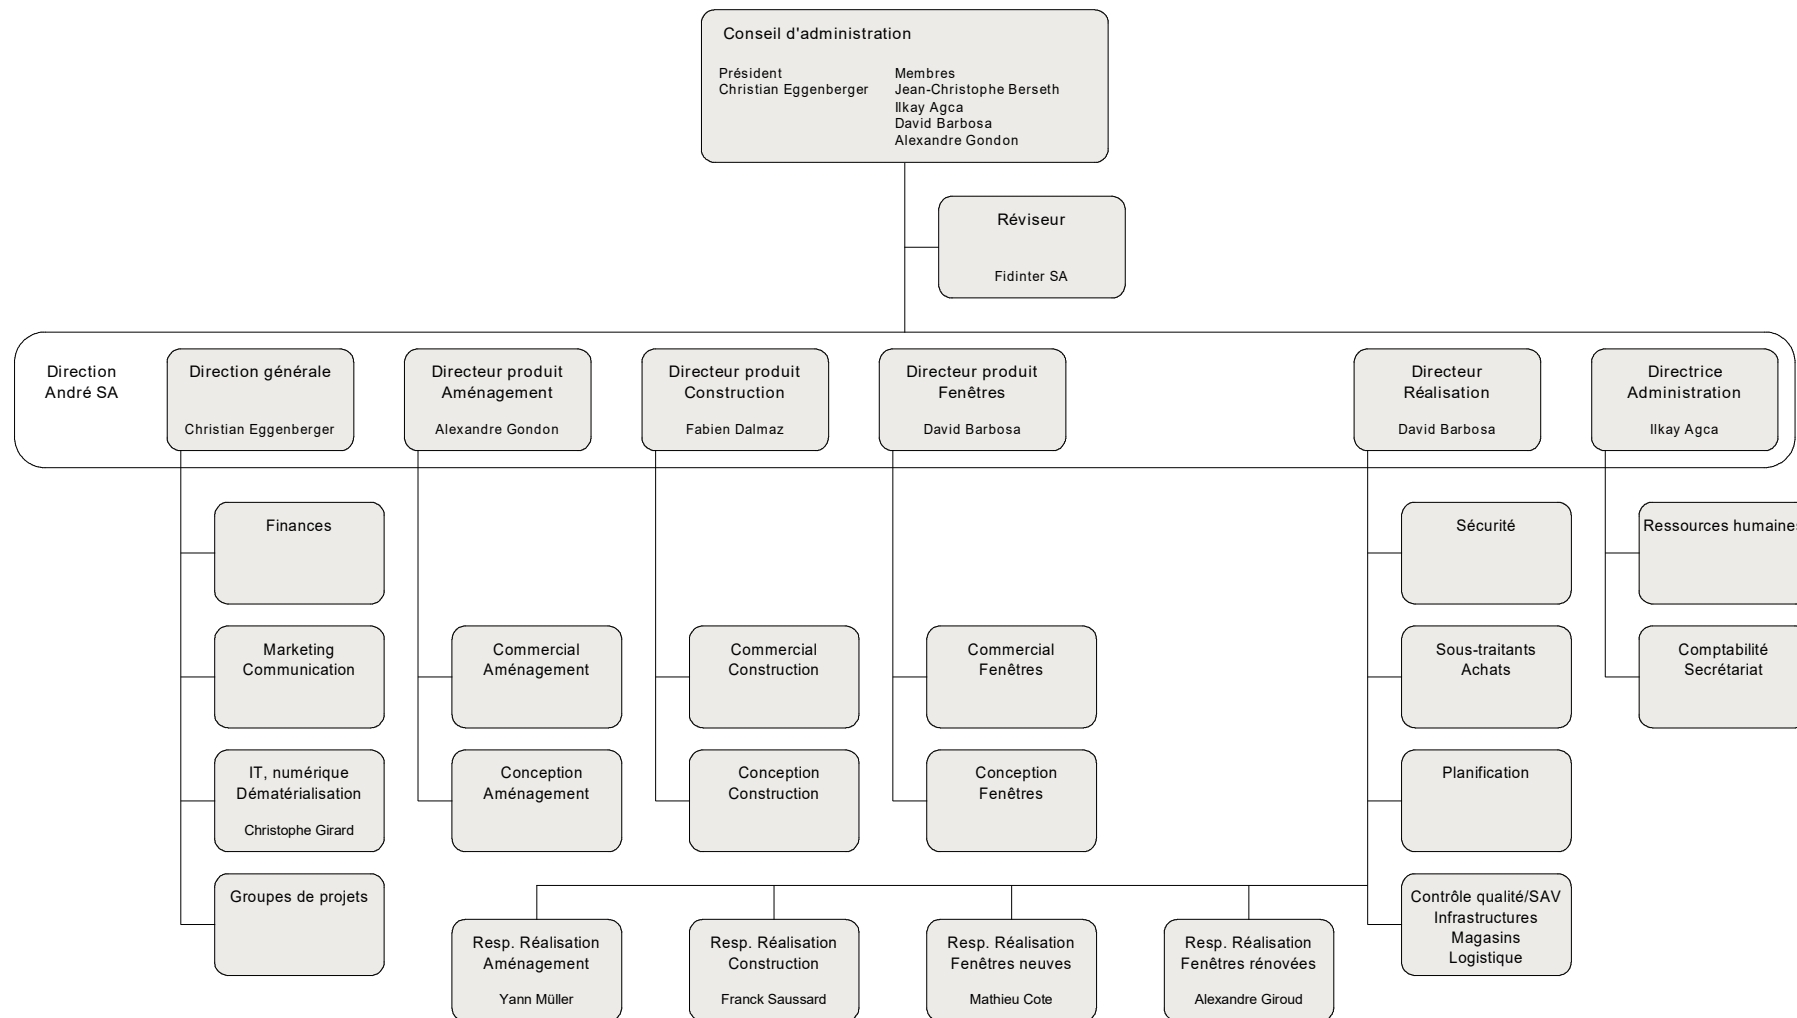 Conseil d'administration
Président
Christian Eggenberger
Membres
Jean-Christophe Berseth
Ilkay Agca
David Barbosa
Alexandre Gondon
Réviseur
Fidinter SA
Direction
André SA
Direction générale
Christian Eggenberger
Directeur produit
Aménagement
Alexandre Gondon
Directeur produit
Construction
Fabien Dalmaz
Directeur produit
Fenêtres
David Barbosa
Directeur
Réalisation
David Barbosa
Directrice
Administration
Ilkay Agca
Finances
Sécurité
Ressources humaines
Marketing
Communication
Commercial
Aménagement
Commercial
Construction
Commercial
Fenêtres
Sous-traitants
Achats
Comptabilité
Secrétariat
IT, numérique
Dématérialisation
Christophe Girard
Conception
Aménagement
Conception
Construction
Conception
Fenêtres
Planification
Groupes de projets
Contrôle qualité/SAV
Infrastructures
Magasins
Logistique
Resp. Réalisation
Aménagement
Yann Müller
Resp. Réalisation
Construction
Franck Saussard
Resp. Réalisation
Fenêtres neuves
Mathieu Cote
Resp. Réalisation
Fenêtres rénovées
Alexandre Giroud